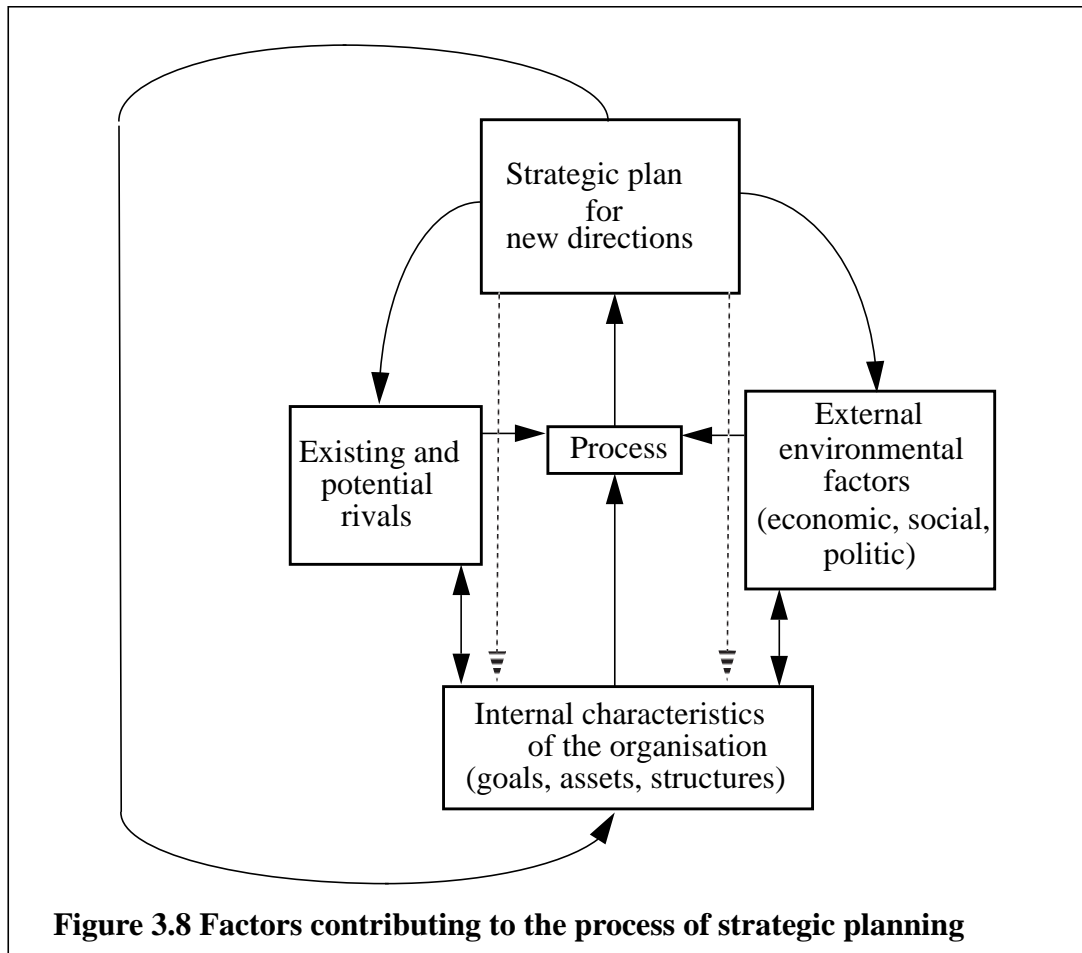 Strategic plan
for
new directions
Existing and
potential
rivals
Process
External
environmental
factors
(economic, social,
politic)
Internal characteristics
of the organisation
(goals, assets, structures)
Figure 3.8 Factors contributing to the process of strategic planning